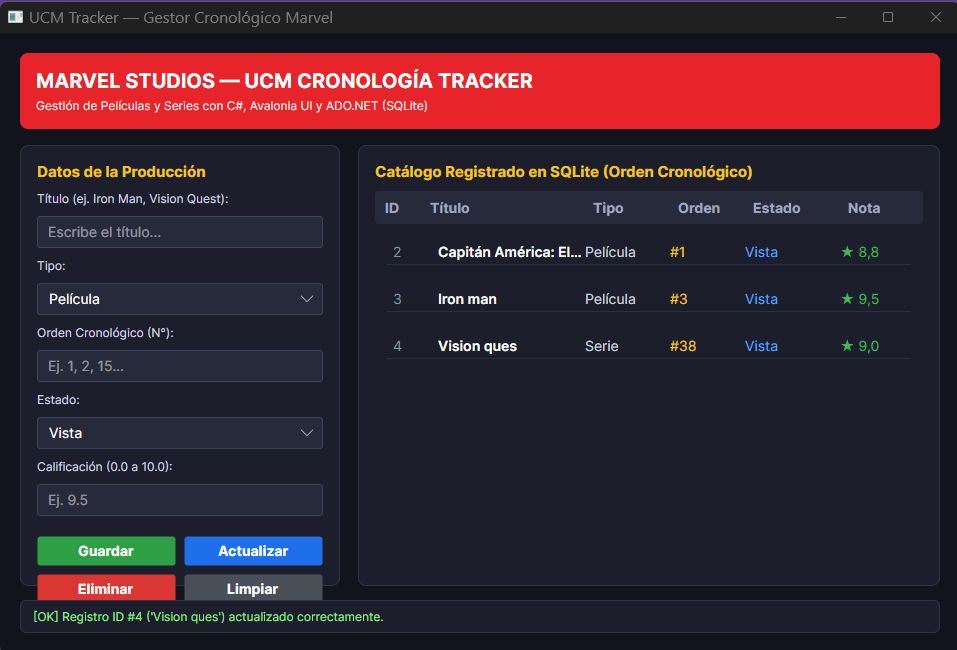 UCM Tracker — Gestor Cronológico Marvel
MARVEL STUDIOS — UCM CRONOLOGÍA TRACKER
Gestión de Películas y Series con C#, Avalonia UI y ADO.NET (SQLite)
Datos de la Producción
Título (ej. Iron Man, Vision Quest):
Escribe el título...
Tipo:
Película
Orden Cronológico (N°):
Ej. 1, 2, 15...
Estado:
Vista
Calificación (0.0 a 10.0):
Ej. 9.5
Guardar Actualizar
Eliminar Limpiar
Catálogo Registrado en SQLite (Orden Cronológico)
ID Título Tipo Orden Estado Nota
2 Capitán América: El... Película #1 Vista ★ 8,8
3 Iron man Película #3 Vista ★ 9,5
4 Vision ques Serie #38 Vista ★ 9,0
[OK] Registro ID #4 ('Vision ques') actualizado correctamente.